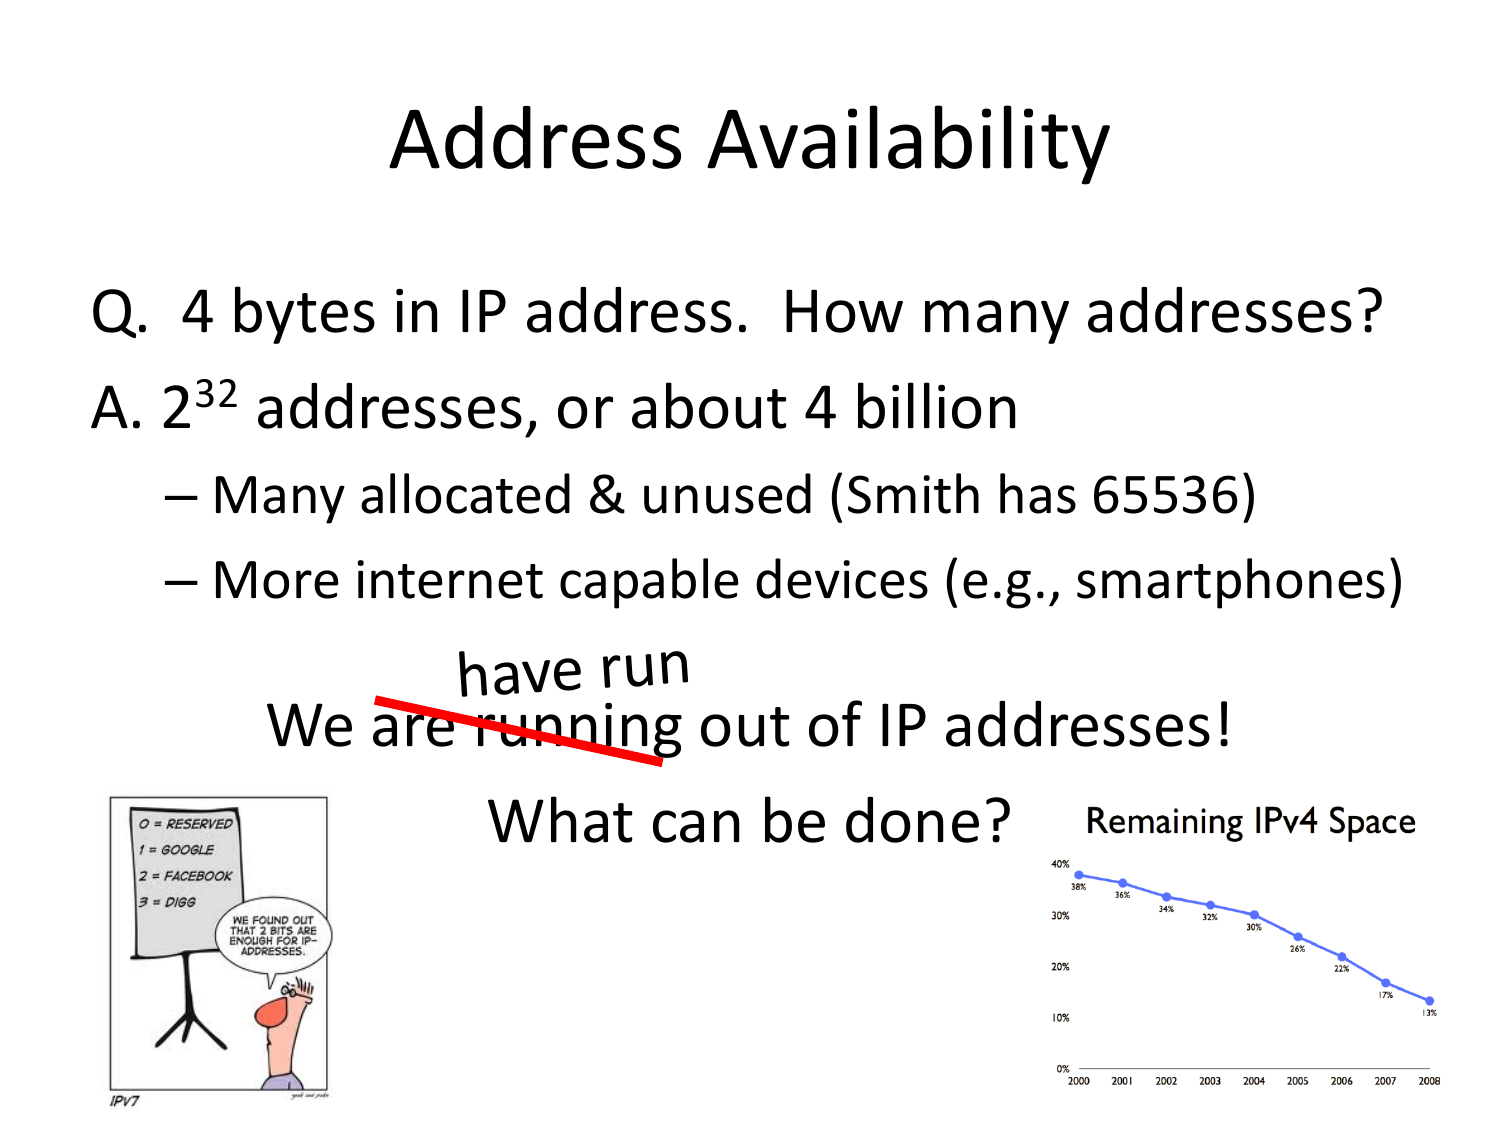 Address Availability
Q.  4 bytes in IP address.  How many addresses?
A. 2³² addresses, or about 4 billion
– Many allocated & unused (Smith has 65536)
– More internet capable devices (e.g., smartphones)
have run
We are running out of IP addresses!
What can be done?
0 = RESERVED
1 = GOOGLE
2 = FACEBOOK
3 = DIGG
WE FOUND OUT
THAT 2 BITS ARE
ENOUGH FOR IP-
ADDRESSES.
geek and poke
IPV7
Remaining IPv4 Space
40%
30%
20%
10%
0%
38%
36%
34%
32%
30%
26%
22%
17%
13%
2000 2001 2002 2003 2004 2005 2006 2007 2008